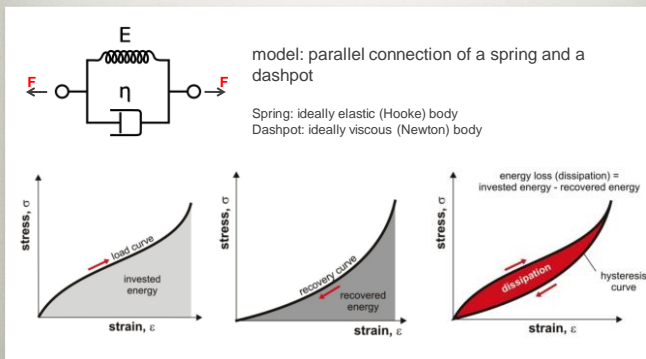 E
F
F
η
model: parallel connection of a spring and a
dashpot
Spring: ideally elastic (Hooke) body
Dashpot: ideally viscous (Newton) body
stress, σ
load curve
invested
energy
strain, ε
stress, σ
recovery curve
recovered
energy
strain, ε
energy loss (dissipation) =
invested energy - recovered energy
stress, σ
dissipation
hysteresis
curve
strain, ε